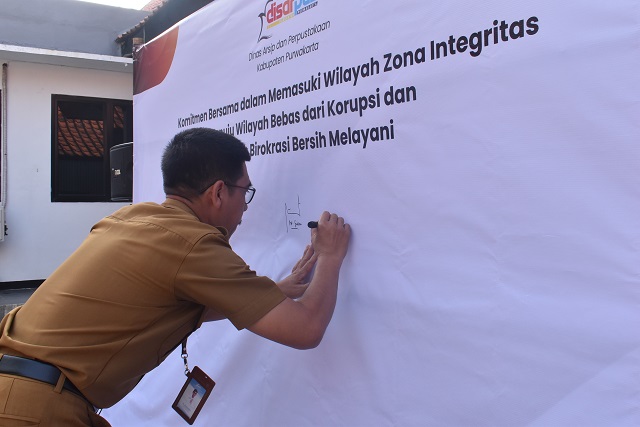 disarpus
Dinas Arsip dan Perpustakaan
Kabupaten Purwakarta
Komitmen Bersama dalam Memasuki Wilayah Zona Integritas
Wilayah Bebas dari Korupsi dan
Birokrasi Bersih Melayani